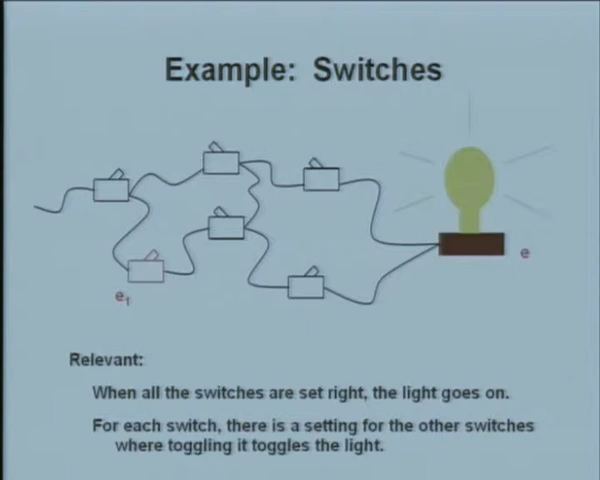 Example: Switches
e
e1
Relevant:
When all the switches are set right, the light goes on.
For each switch, there is a setting for the other switches
where toggling it toggles the light.